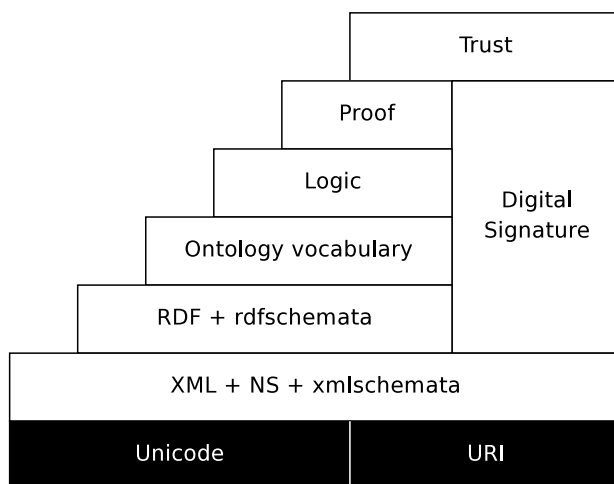 Trust
Proof
Logic
Digital
Signature
Ontology vocabulary
RDF + rdfschemata
XML + NS + xmlschemata
Unicode
URI